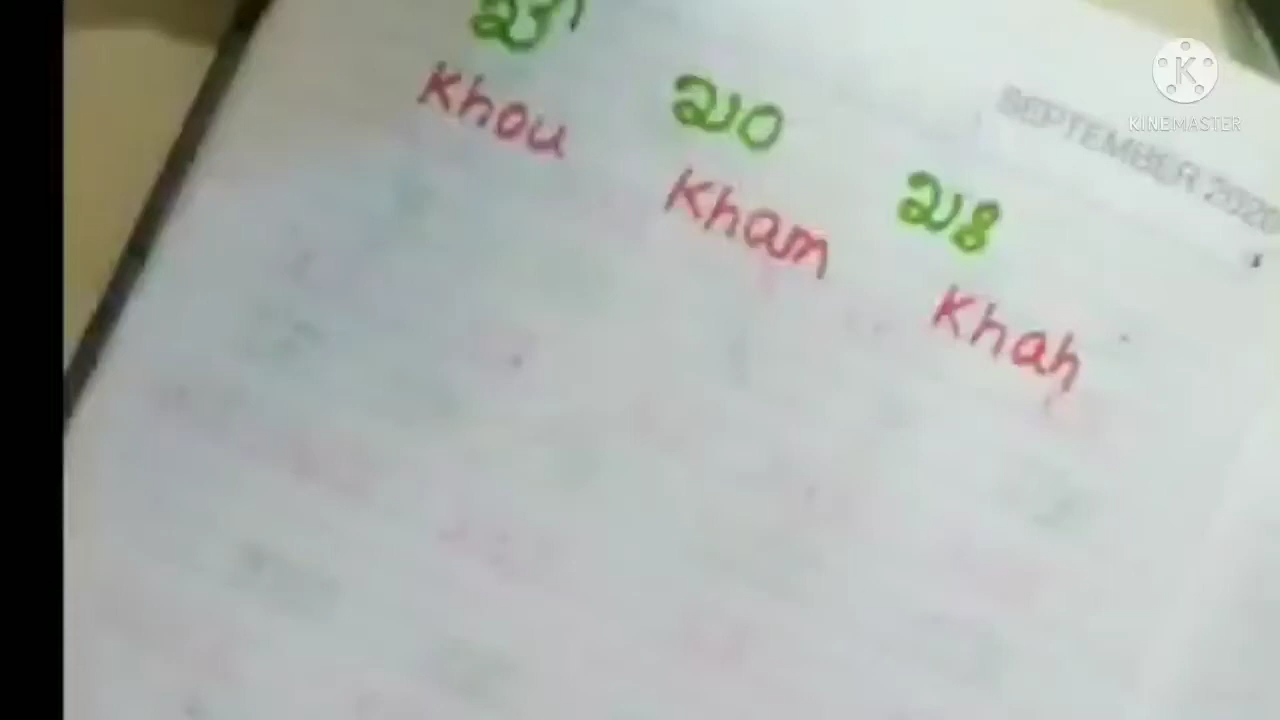 ఖౌ
Khou
ఖం
Kham
ఖః
Khah
SEPTEMBER 2020
K
KINEMASTER